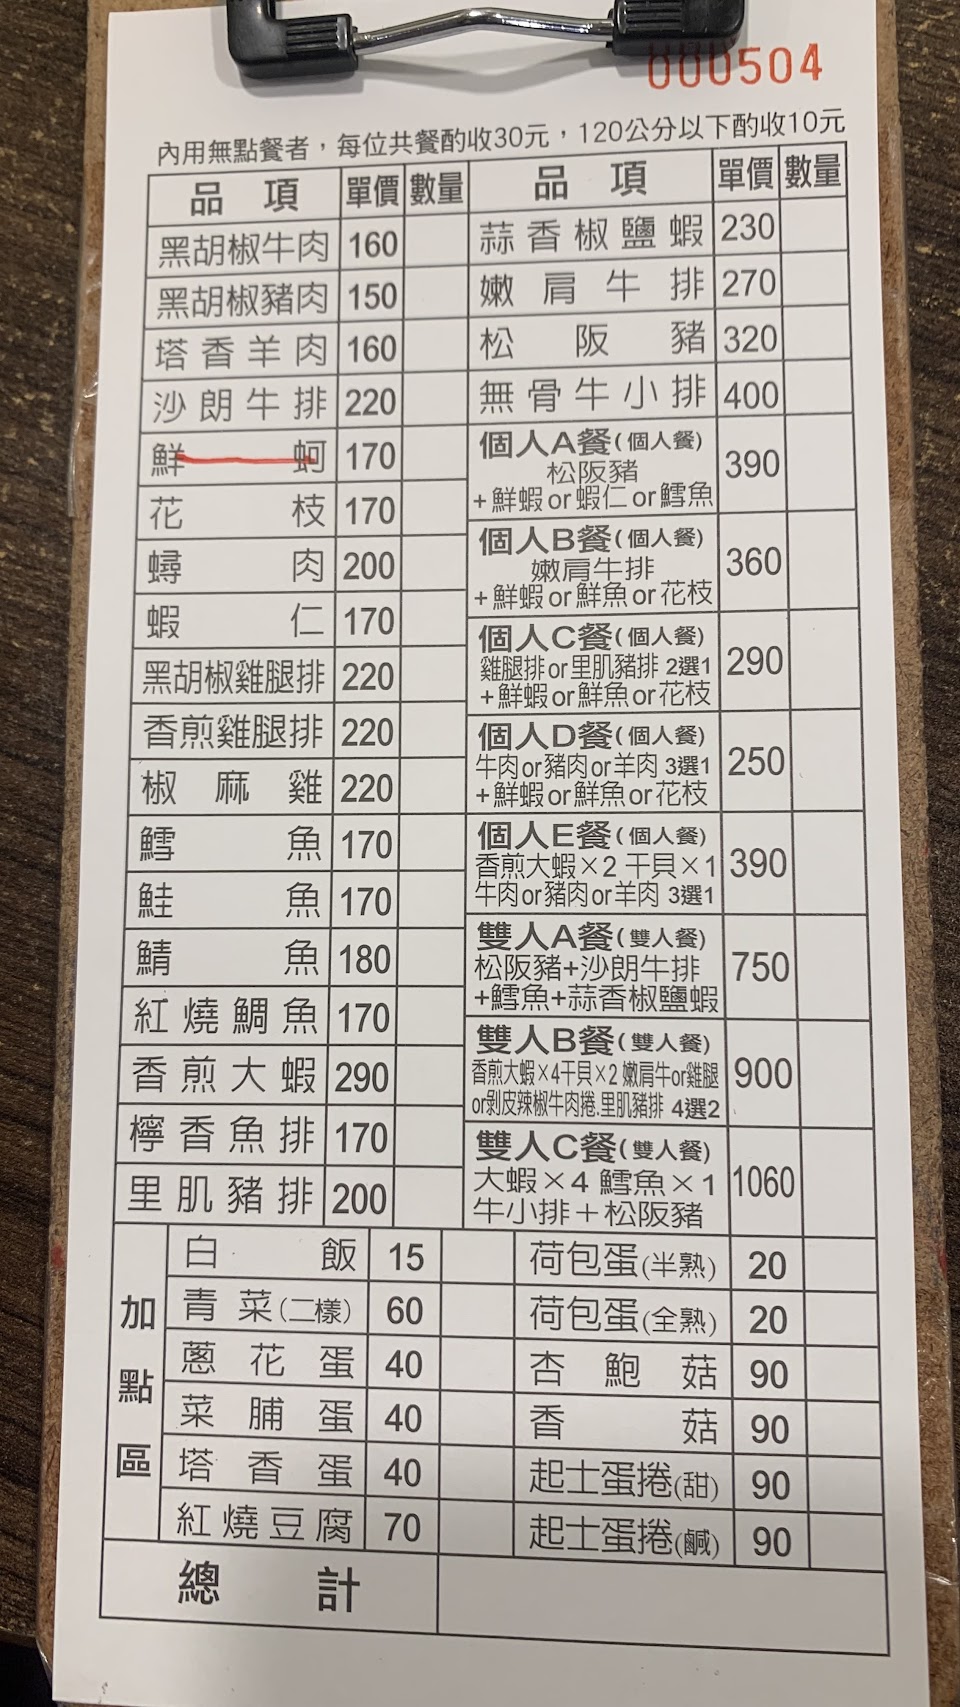 000504
內用無點餐者，每位共餐酌收30元，120公分以下酌收10元
品項 單價 數量
黑胡椒牛肉 160
黑胡椒豬肉 150
塔香羊肉 160
沙朗牛排 220
鮮蚵 170
花枝 170
蟳肉 200
蝦仁 170
黑胡椒雞腿排 220
香煎雞腿排 220
椒麻雞 220
鱈魚 170
鮭魚 170
鯖魚 180
紅燒鯛魚 170
香煎大蝦 290
檸香魚排 170
里肌豬排 200
品項 單價 數量
蒜香椒鹽蝦 230
嫩肩牛排 270
松阪豬 320
無骨牛小排 400
個人A餐(個人餐) 390
松阪豬
+鮮蝦or蝦仁or鱈魚
個人B餐(個人餐) 360
嫩肩牛排
+鮮蝦or鮮魚or花枝
個人C餐(個人餐) 290
雞腿排or里肌豬排 2選1
+鮮蝦or鮮魚or花枝
個人D餐(個人餐) 250
牛肉or豬肉or羊肉 3選1
+鮮蝦or鮮魚or花枝
個人E餐(個人餐) 390
香煎大蝦×2 干貝×1
牛肉or豬肉or羊肉 3選1
雙人A餐(雙人餐) 750
松阪豬+沙朗牛排
+鱈魚+蒜香椒鹽蝦
雙人B餐(雙人餐) 900
香煎大蝦×4干貝×2 嫩肩牛or雞腿
or剝皮辣椒牛肉捲.里肌豬排 4選2
雙人C餐(雙人餐) 1060
大蝦×4 鱈魚×1
牛小排＋松阪豬
加點區
白飯 15
青菜(二樣) 60
蔥花蛋 40
菜脯蛋 40
塔香蛋 40
紅燒豆腐 70
荷包蛋(半熟) 20
荷包蛋(全熟) 20
杏鮑菇 90
香菇 90
起士蛋捲(甜) 90
起士蛋捲(鹹) 90
總計